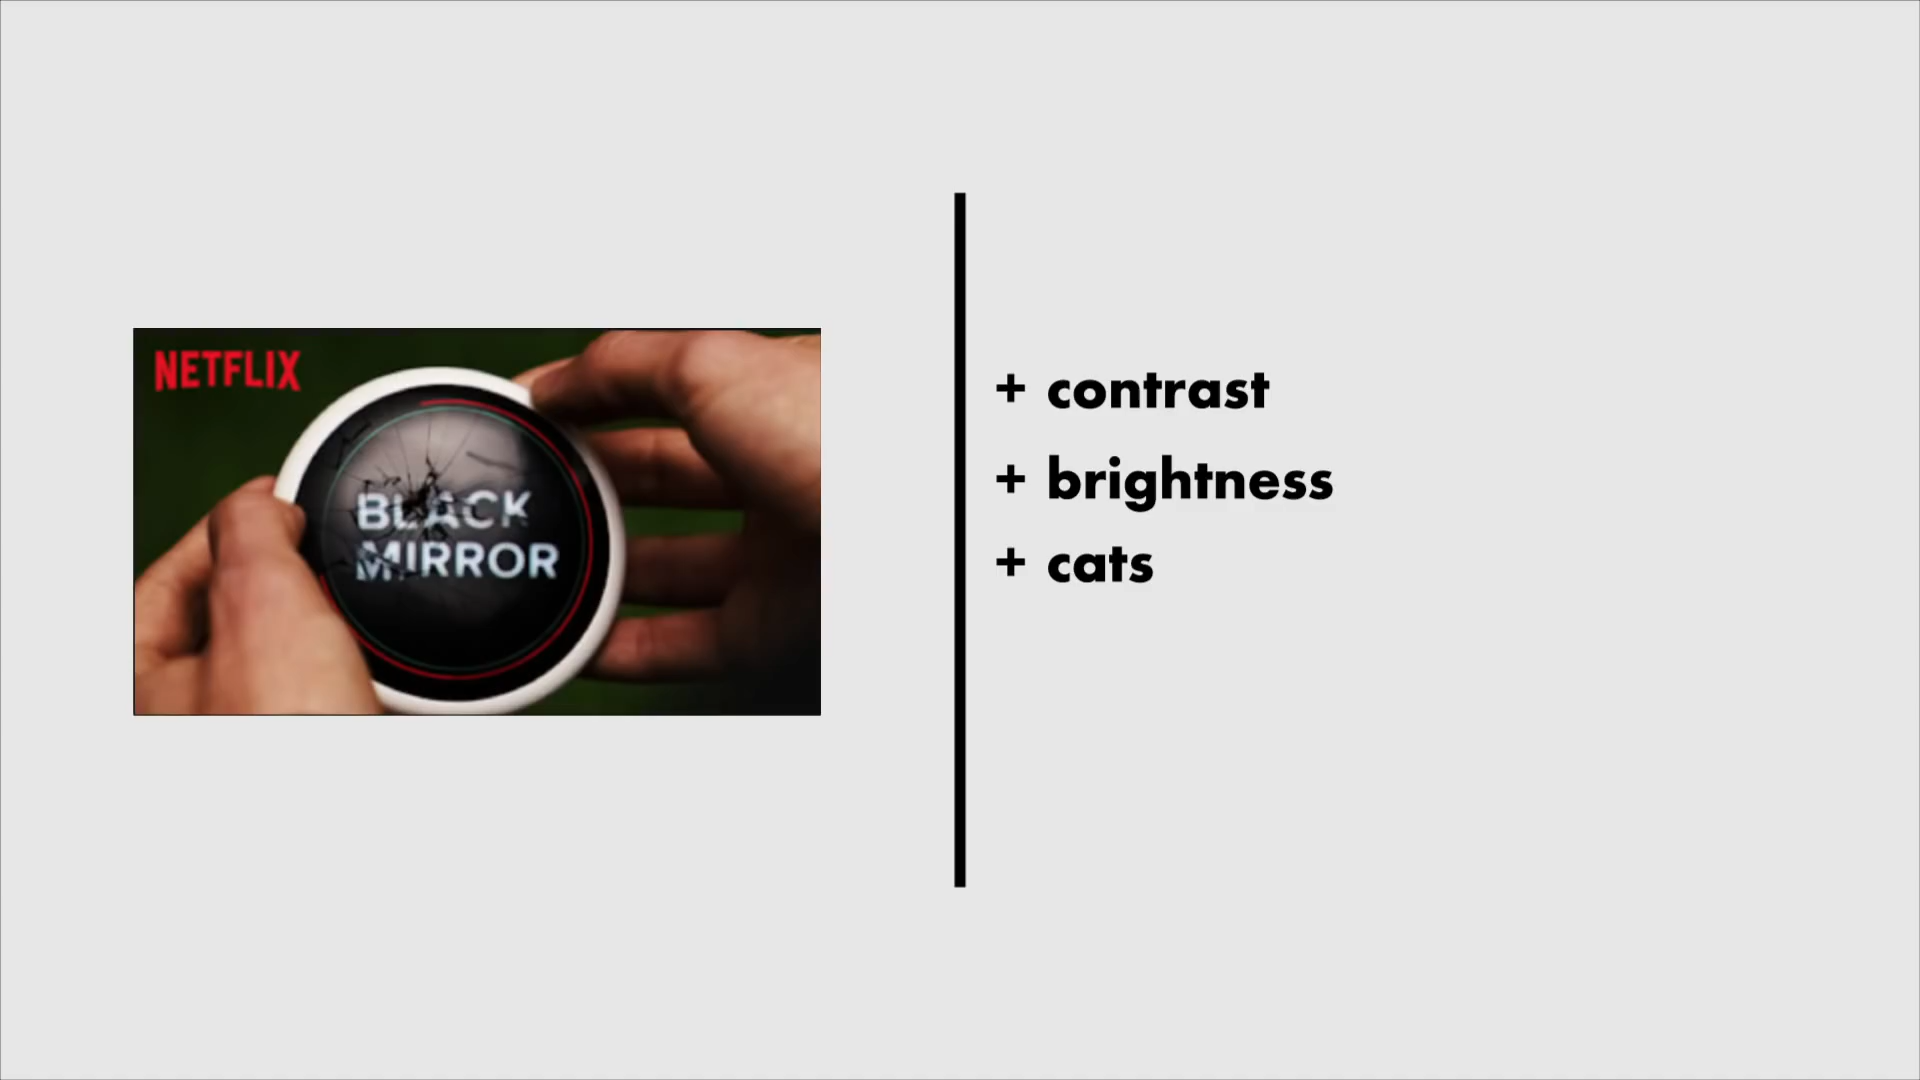 NETFLIX
BLACK
MIRROR
+ contrast
+ brightness
+ cats